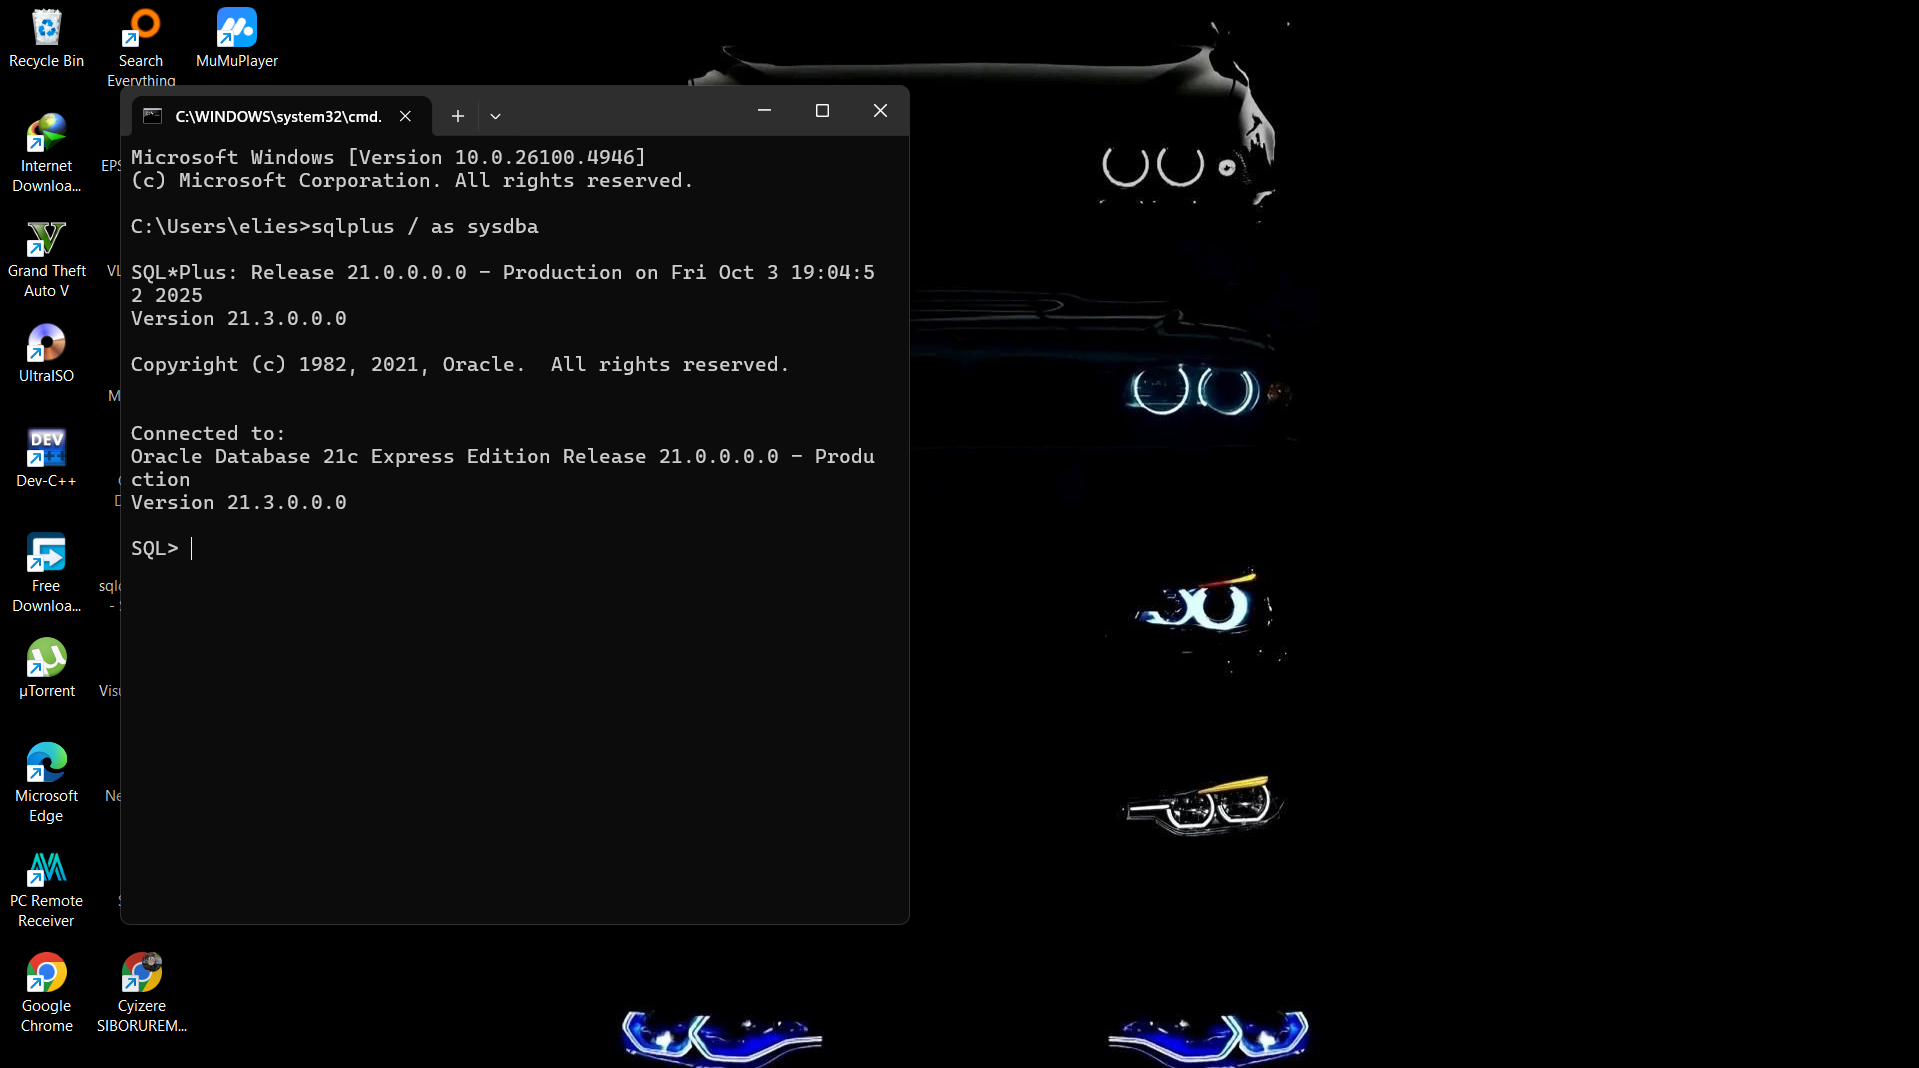 Recycle Bin
Search
Everything
MuMuPlayer
C:\WINDOWS\system32\cmd.
Microsoft Windows [Version 10.0.26100.4946]
(c) Microsoft Corporation. All rights reserved.
C:\Users\elies>sqlplus / as sysdba
SQL*Plus: Release 21.0.0.0.0 - Production on Fri Oct 3 19:04:5
2 2025
Version 21.3.0.0.0
Copyright (c) 1982, 2021, Oracle.  All rights reserved.
Connected to:
Oracle Database 21c Express Edition Release 21.0.0.0.0 - Produ
ction
Version 21.3.0.0.0
SQL>
Internet
Downloa...
EPS
Grand Theft
Auto V
VL
UltraISO
M
DEV
Dev-C++
Free
Downloa...
µTorrent
Visu
Microsoft
Edge
Ne
PC Remote
Receiver
Google
Chrome
Cyizere
SIBORUREM...